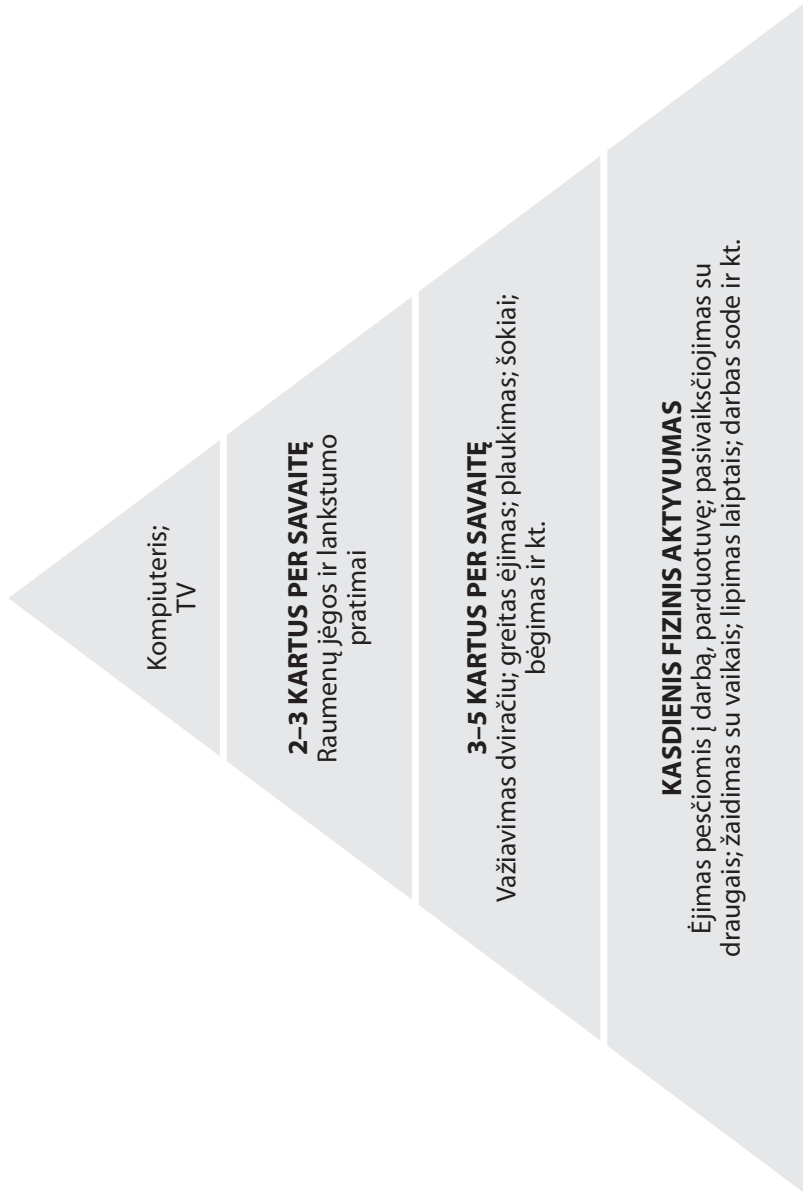 Kompiuteris;
TV
2–3 KARTUS PER SAVAITĘ
Raumenų jėgos ir lankstumo
pratimai
3–5 KARTUS PER SAVAITĘ
Važiavimas dviračiu; greitas ėjimas; plaukimas; šokiai;
bėgimas ir kt.
KASDIENIS FIZINIS AKTYVUMAS
Ėjimas pesčiomis į darbą, parduotuvę; pasivaiksčiojimas su
draugais; žaidimas su vaikais; lipimas laiptais; darbas sode ir kt.